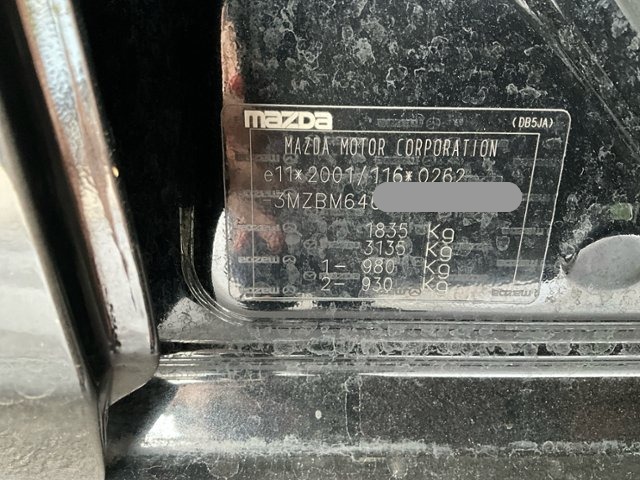 mazda
(DB5JA)
MAZDA MOTOR CORPORATION
e11*2001/116*0262
3MZBM646
1835 Kg
3135 Kg
1- 980 Kg
2- 930 Kg